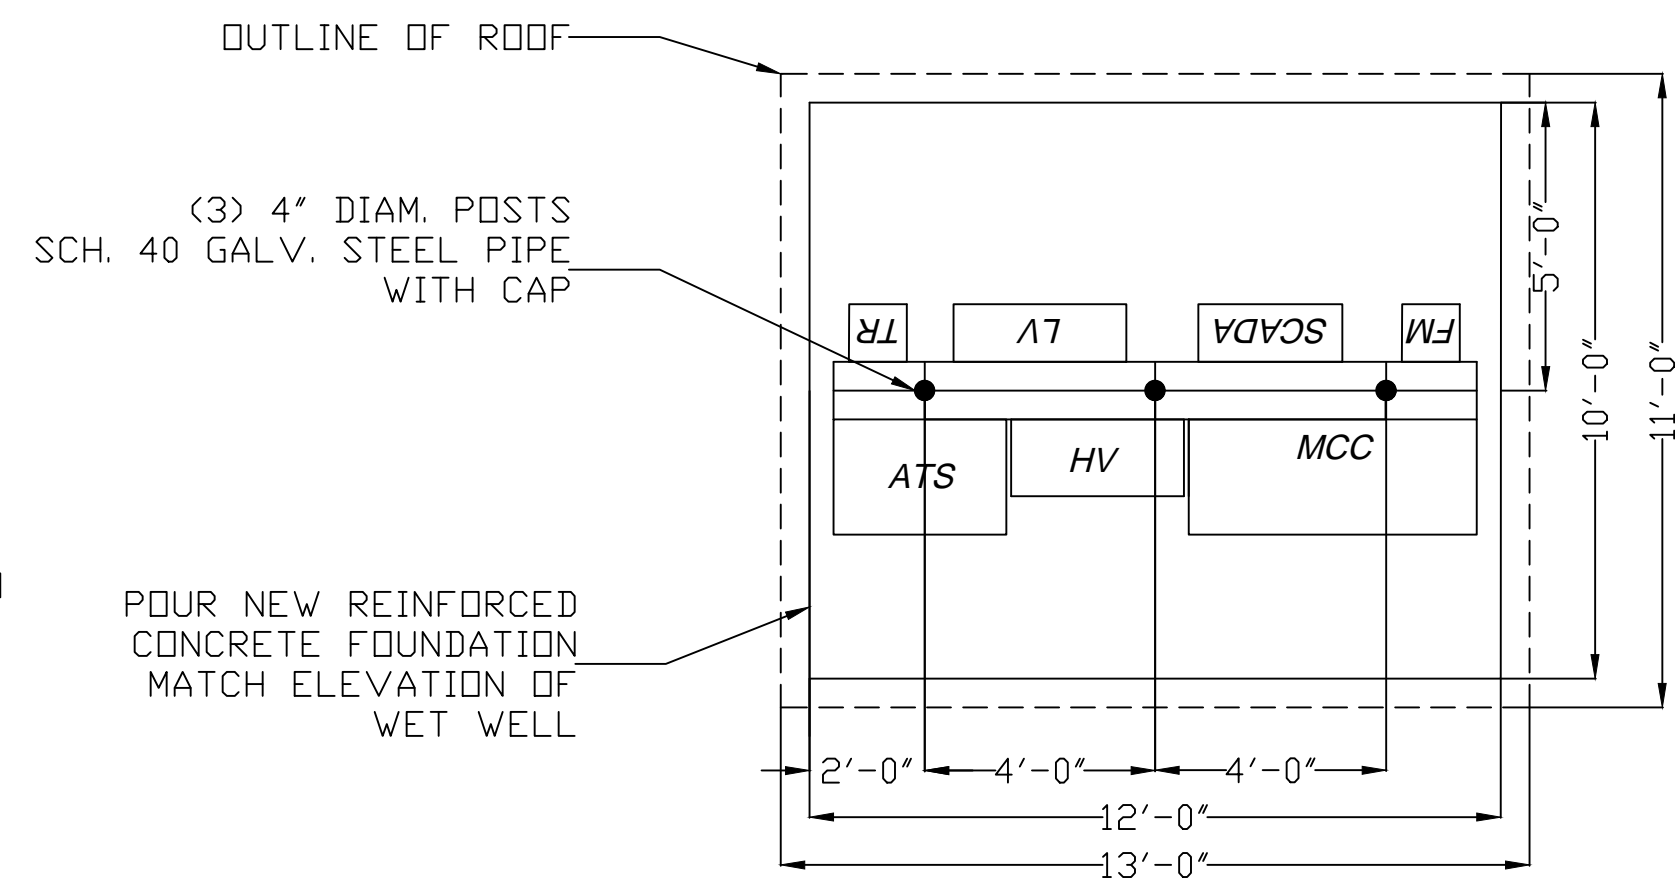 OUTLINE OF ROOF
(3) 4" DIAM. POSTS
SCH. 40 GALV. STEEL PIPE
WITH CAP
TR
LV
SCADA
FM
ATS
HV
MCC
5'-0"
10'-0"
11'-0"
POUR NEW REINFORCED
CONCRETE FOUNDATION
MATCH ELEVATION OF
WET WELL
2'-0"
4'-0"
4'-0"
12'-0"
13'-0"